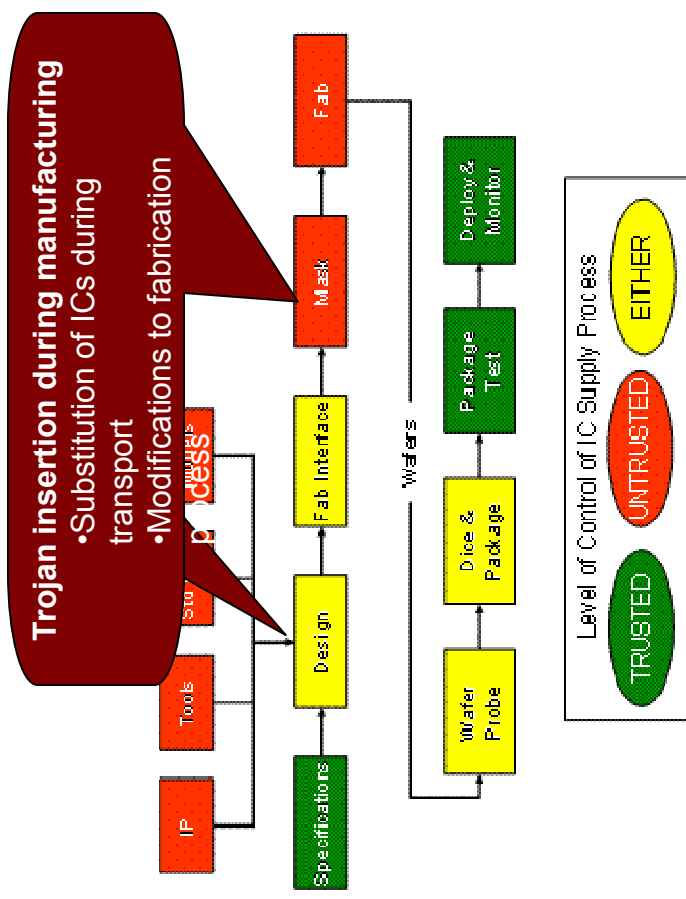 Trojan insertion during manufacturing
•Substitution of ICs during
transport
•Modifications to fabrication
process
IP
Tools
Std
Specifications
Design
Fab Interface
Mask
Fab
Wafers
Wafer
Probe
Dice &
Package
Package
Test
Deploy &
Monitor
Level of Control of IC Supply Process
TRUSTED
UNTRUSTED
EITHER